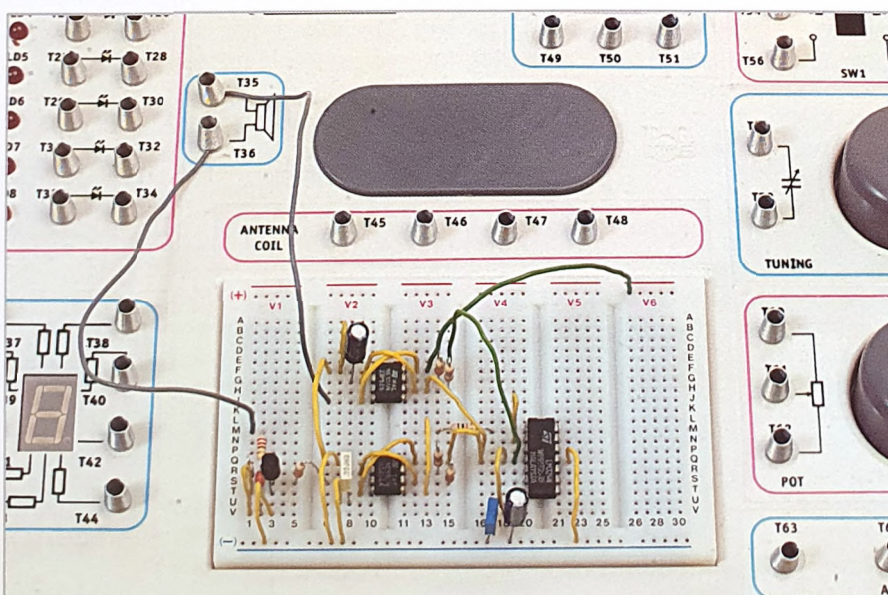 T49 T50 T51
T56
SW1
LD5 T28
T30
T32
T34
T35
T36
ANTENNA
COIL
T45 T46 T47 T48
TUNING
(+) V1 V2 V3 V4 V5 V6
A
B
C
D
E
F
G
H
I
J
K
L
M
N
O
P
Q
R
S
T
U
V
A
B
C
D
E
F
G
H
I
J
K
L
M
N
O
P
Q
R
S
T
U
V
1 3 5 8 10 11 13 15 16 20 21 23 25 26 28 30
(-)
T38
T40
T42
T44
POT
T63